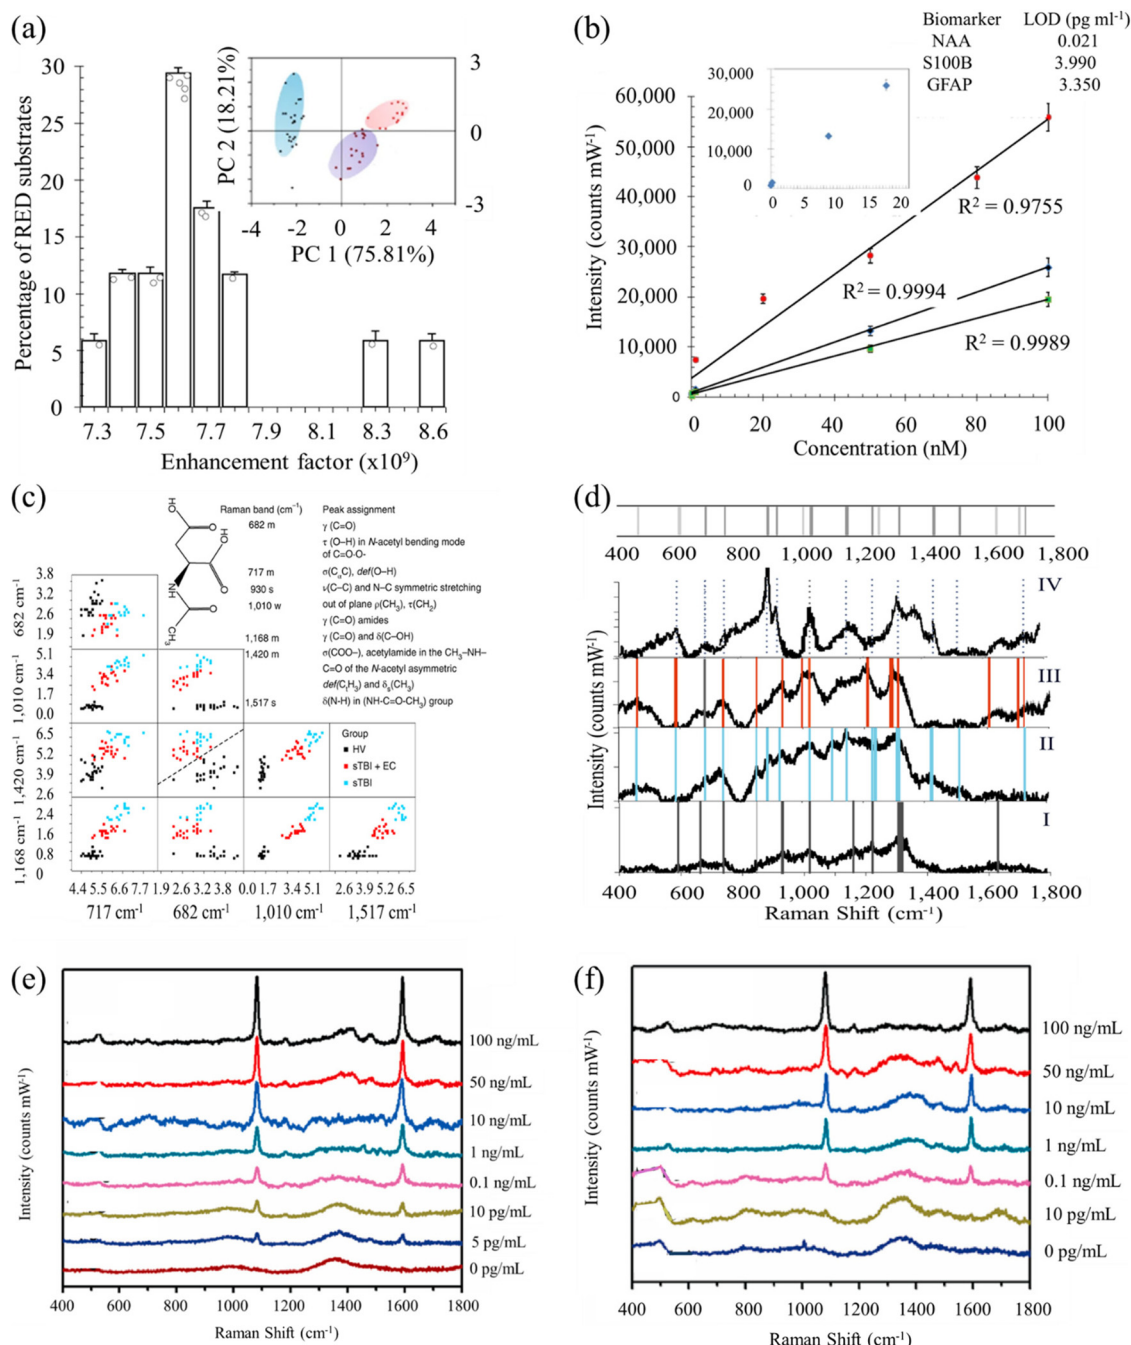 (a)
30
25
20
15
10
5
0
Percentage of RED substrates
7.3 7.5 7.7 7.9 8.1 8.3 8.6
Enhancement factor (x10⁹)
PC 2 (18.21%)
3
0
-3
-4 -2 0 2 4
PC 1 (75.81%)
(b)
Biomarker LOD (pg ml⁻¹)
NAA 0.021
S100B 3.990
GFAP 3.350
60,000
50,000
40,000
30,000
20,000
10,000
0
Intensity (counts mW⁻¹)
30,000
20,000
10,000
0
0 5 10 15 20
R² = 0.9755
R² = 0.9994
R² = 0.9989
0 20 40 60 80 100
Concentration (nM)
(c)
HO
O
HO
O
NH
O
CH₃
Raman band (cm⁻¹) Peak assignment
682 m γ (C=O)
τ (O–H) in N-acetyl bending mode
of C=O·O-
717 m σ(CαC), def(O–H)
930 s ν(C–C) and N–C symmetric stretching
1,010 w out of plane ρ(CH₃), τ(CH₂)
γ (C=O) amides
1,168 m γ (C=O) and δ(C–OH)
1,420 m σ(COO–), acetylamide in the CH₃–NH–
C=O of the N-acetyl asymmetric
def(C₁H₃) and δₛ(CH₃)
1,517 s δ(N-H) in (NH-C=O-CH₃) group
Group
HV
sTBI + EC
sTBI
682 cm⁻¹
3.8
3.2
2.6
1.9
1,010 cm⁻¹
5.1
3.4
1.7
0.0
1,420 cm⁻¹
6.5
5.2
3.9
2.6
1,168 cm⁻¹
2.4
1.6
0.8
0
4.4 5.5 6.6 7.7 1.9 2.6 3.2 3.8 0.0 1.7 3.4 5.1 2.6 3.9 5.2 6.5
717 cm⁻¹ 682 cm⁻¹ 1,010 cm⁻¹ 1,517 cm⁻¹
(d)
400 600 800 1,000 1,200 1,400 1,600 1,800
IV
III
II
I
Intensity (counts mW⁻¹)
400 600 800 1,000 1,200 1,400 1,600 1,800
Raman Shift (cm⁻¹)
(e)
100 ng/mL
50 ng/mL
10 ng/mL
1 ng/mL
0.1 ng/mL
10 pg/mL
5 pg/mL
0 pg/mL
Intensity (counts mW⁻¹)
400 600 800 1000 1200 1400 1600 1800
Raman Shift (cm⁻¹)
(f)
100 ng/mL
50 ng/mL
10 ng/mL
1 ng/mL
0.1 ng/mL
10 pg/mL
0 pg/mL
Intensity (counts mW⁻¹)
400 600 800 1000 1200 1400 1600 1800
Raman Shift (cm⁻¹)